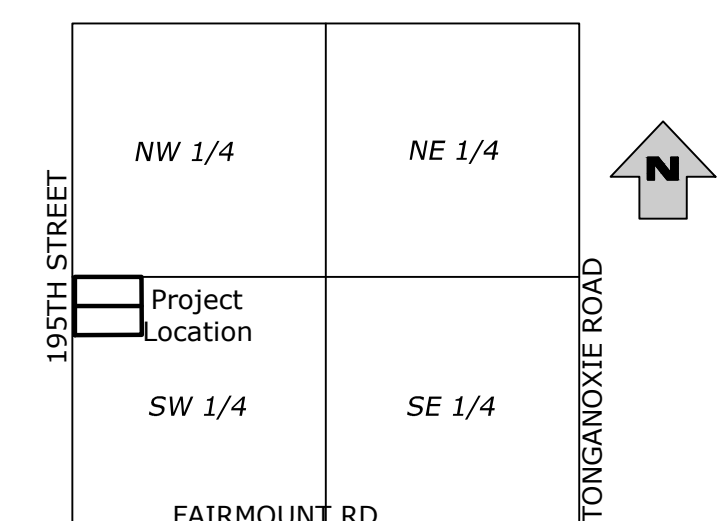 NW 1/4
NE 1/4
N
195TH STREET
Project
Location
TONGANOXIE ROAD
SW 1/4
SE 1/4
FAIRMOUNT RD